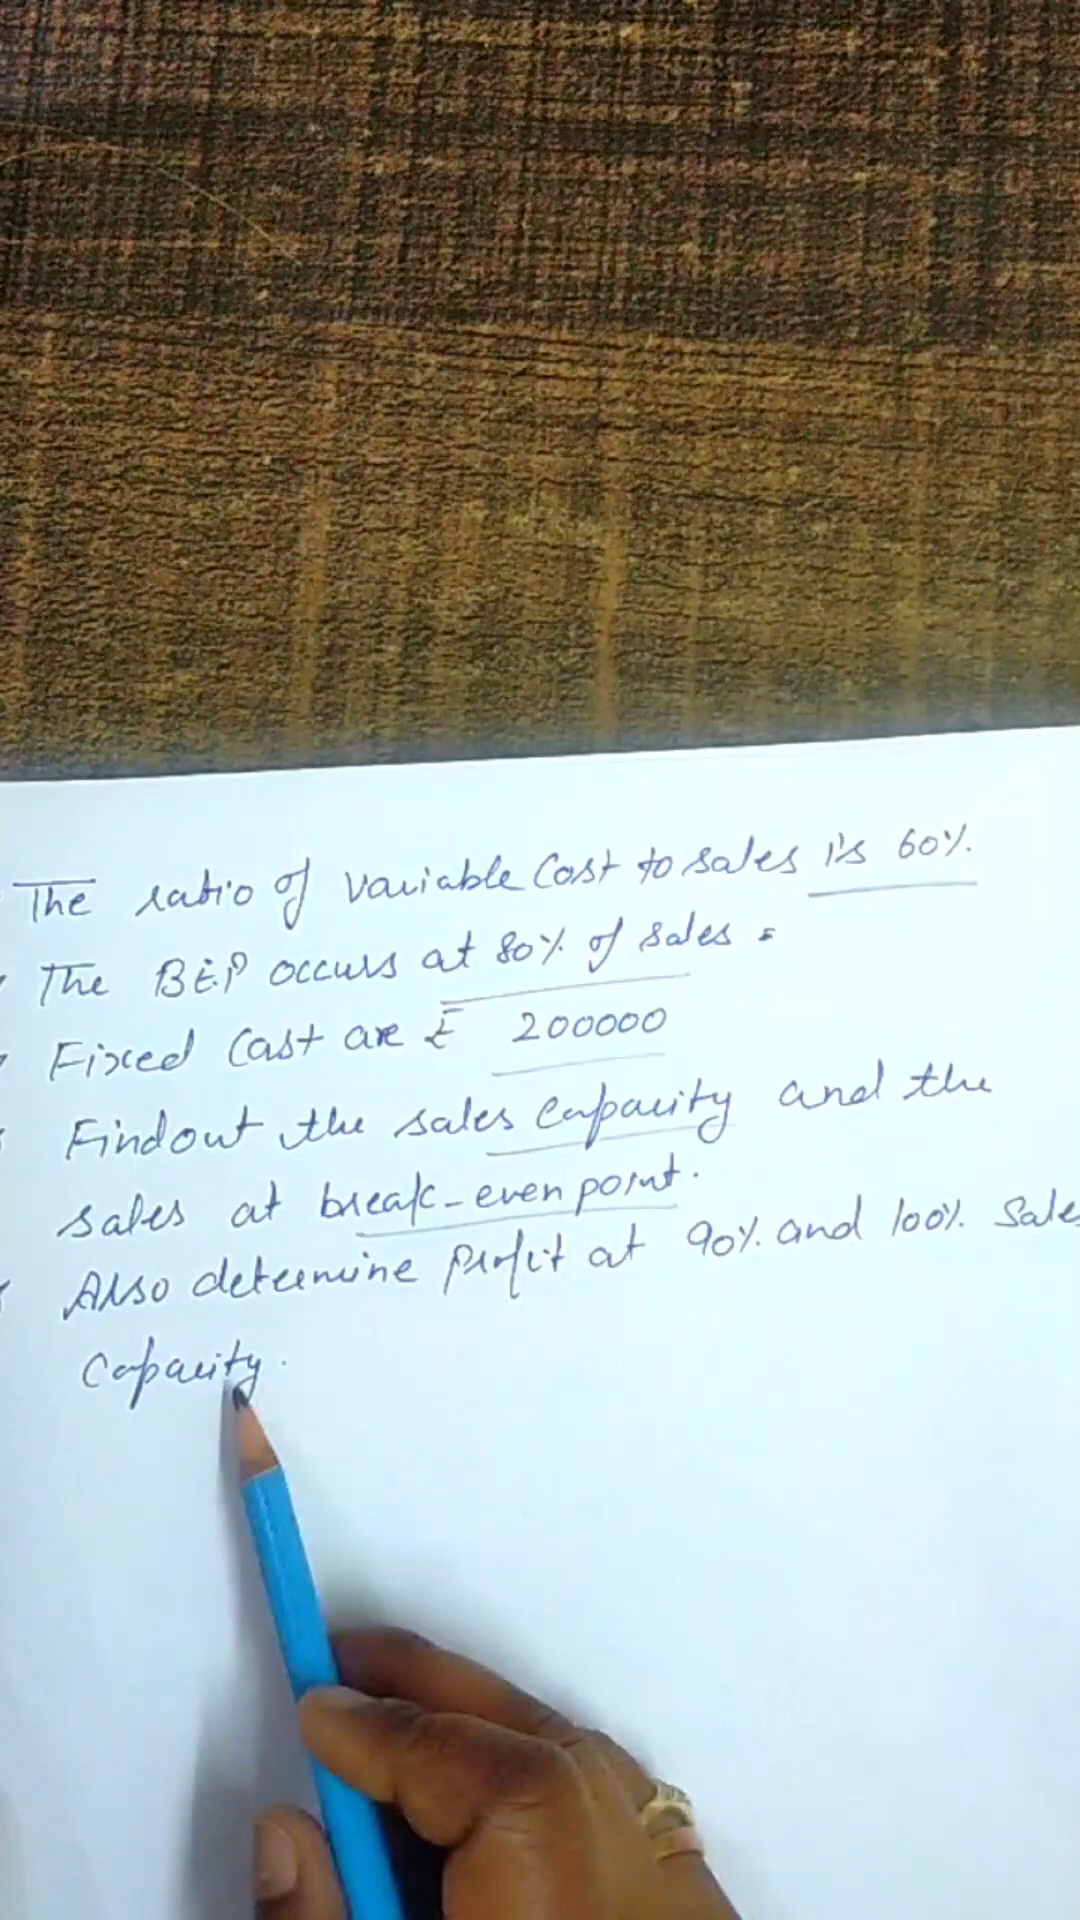 The ratio of variable Cost to sales is 60%.
The BEP occurs at 80% of sales.
Fixed Cost are ₹ 200000
Findout the sales capacity and the
sales at break-even point.
Also determine profit at 90% and 100% Sales
Capacity.